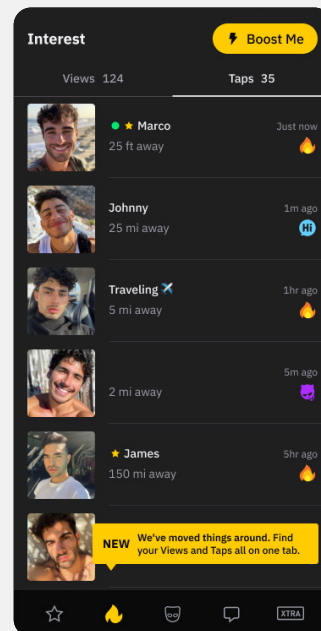 Interest
Boost Me
Views 124
Taps 35
Marco
Just now
25 ft away
Johnny
1m ago
25 mi away
Hi
Traveling ✈️
1hr ago
5 mi away
5m ago
2 mi away
James
5hr ago
150 mi away
NEW
We've moved things around. Find
your Views and Taps all on one tab.
XTRA